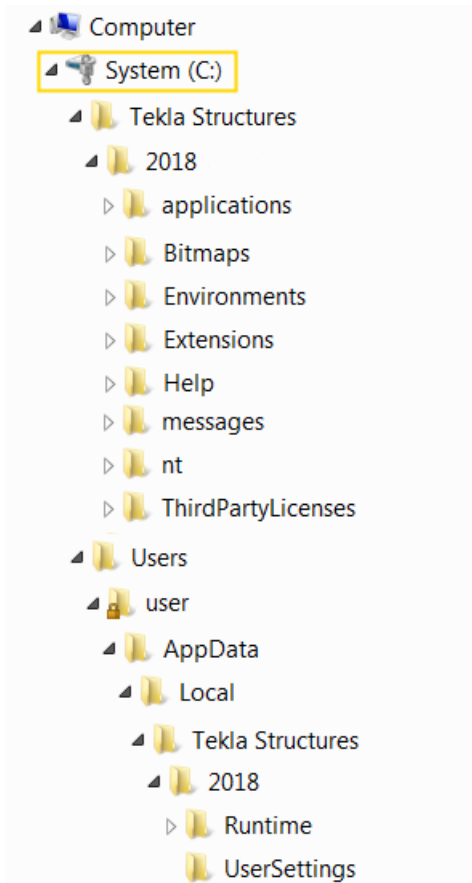 Computer
System (C:)
Tekla Structures
2018
applications
Bitmaps
Environments
Extensions
Help
messages
nt
ThirdPartyLicenses
Users
user
AppData
Local
Tekla Structures
2018
Runtime
UserSettings